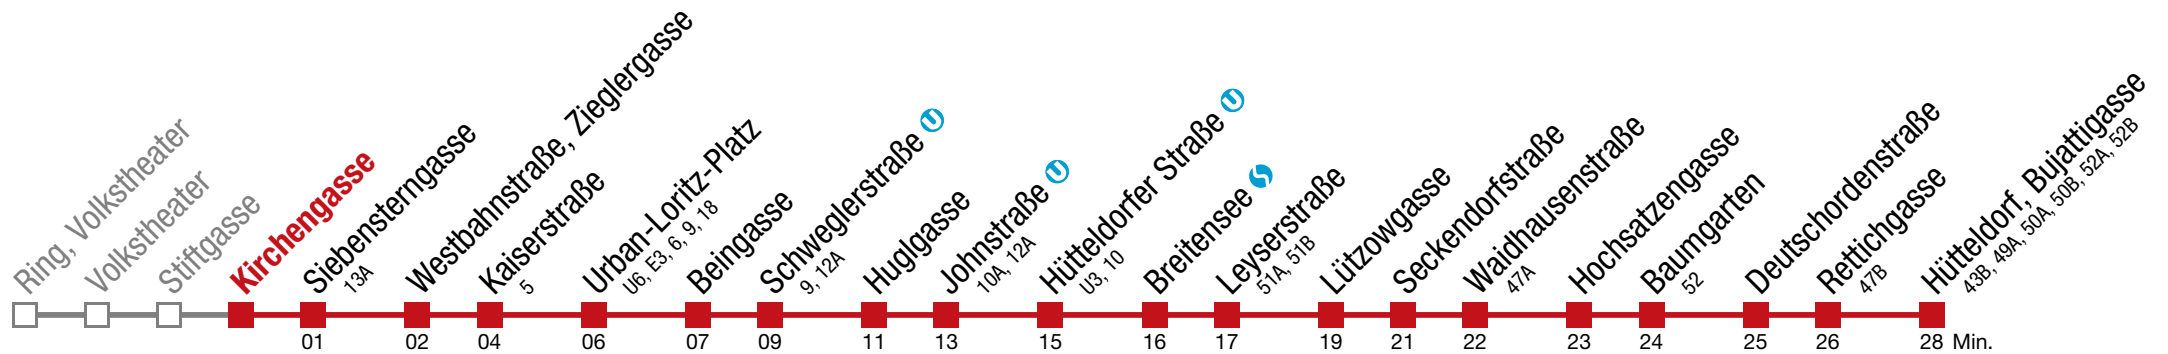 Ring, Volkstheater
Volkstheater
Stiftgasse
Kirchengasse
Siebensterngasse
13A
Westbahnstraße, Zieglergasse
Kaiserstraße
5
Urban-Loritz-Platz
U6, E3, 6, 9, 18
Beingasse
Schweglerstraße U
9, 12A
Huglgasse
Johnstraße U
10A, 12A
Hütteldorfer Straße U
U3, 10
Breitensee S
Leyserstraße
51A, 51B
Lützowgasse
Seckendorfstraße
Waidhausenstraße
47A
Hochsatzengasse
Baumgarten
52
Deutschordenstraße
Rettichgasse
47B
Hütteldorf, Bujattigasse
43B, 49A, 50A, 50B, 52A, 52B
01 02 04 06 07 09 11 13 15 16 17 19 21 22 23 24 25 26 28 Min.